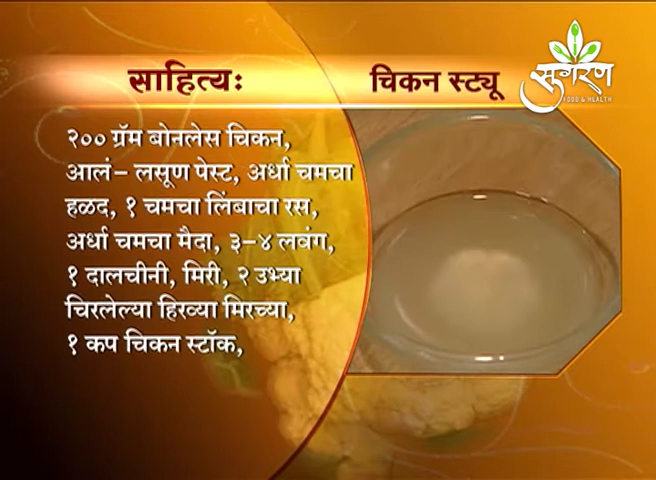 साहित्य:
चिकन स्ट्यू
सुगरण
FOOD & HEALTH
२०० ग्रॅम बोनलेस चिकन,
आलं- लसूण पेस्ट, अर्धा चमचा
हळद, १ चमचा लिंबाचा रस,
अर्धा चमचा मैदा, ३-४ लवंग,
१ दालचीनी, मिरी, २ उभ्या
चिरलेल्या हिरव्या मिरच्या,
१ कप चिकन स्टॉक,